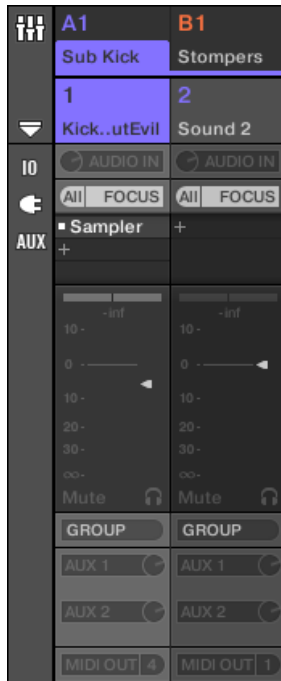 A1 B1
Sub Kick Stompers
1 2
Kick..utEvil Sound 2
IO AUDIO IN AUDIO IN
All FOCUS All FOCUS
Sampler +
AUX +
-inf -inf
10- 10-
0 - 0 -
10- 10-
20- 20-
30- 30-
∞- ∞-
Mute Mute
GROUP GROUP
AUX 1 AUX 1
AUX 2 AUX 2
MIDI OUT 4 MIDI OUT 1